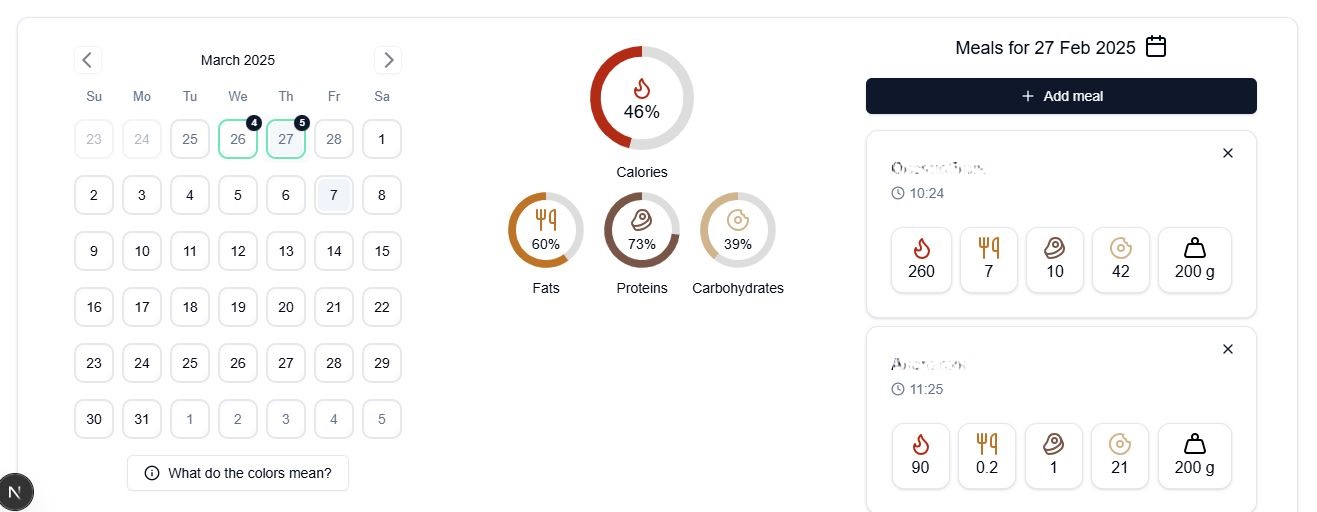 March 2025
Su Mo Tu We Th Fr Sa
4 5
23 24 25 26 27 28 1
2 3 4 5 6 7 8
9 10 11 12 13 14 15
16 17 18 19 20 21 22
23 24 25 26 27 28 29
30 31 1 2 3 4 5
What do the colors mean?
N
46%
Calories
60% 73% 39%
Fats Proteins Carbohydrates
Meals for 27 Feb 2025
+ Add meal
10:24
260 7 10 42 200 g
11:25
90 0.2 1 21 200 g